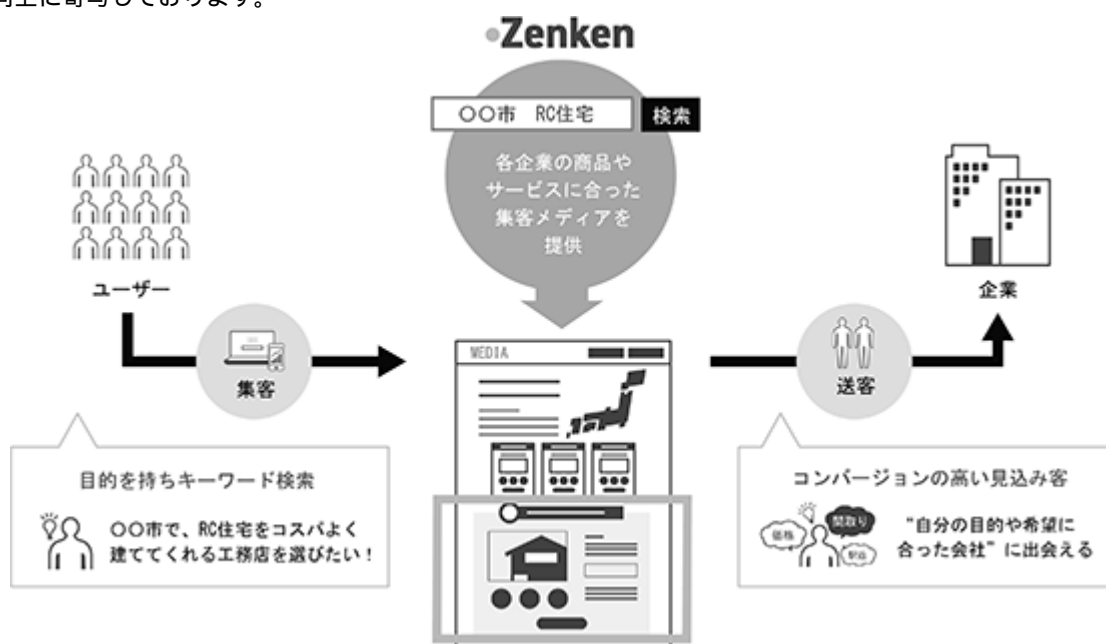 向上に寄与しております。
Zenken
〇〇市 RC住宅
検索
各企業の商品や
サービスに合った
集客メディアを
提供
ユーザー
企業
集客
MEDIA
送客
目的を持ちキーワード検索
〇〇市で、RC住宅をコスパよく
建ててくれる工務店を選びたい！
コンバージョンの高い見込み客
価格
間取り
駅近
“自分の目的や希望に
合った会社”に出会える